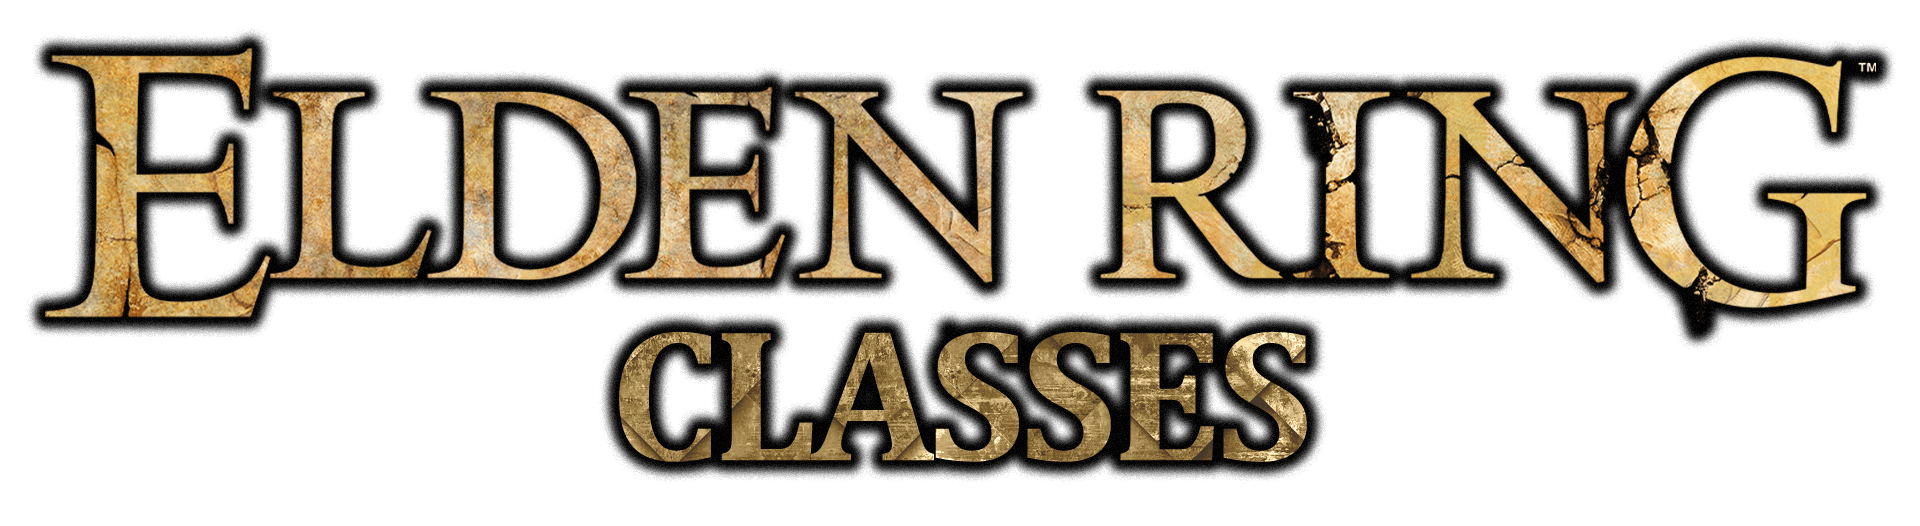 ELDEN RING™
CLASSES